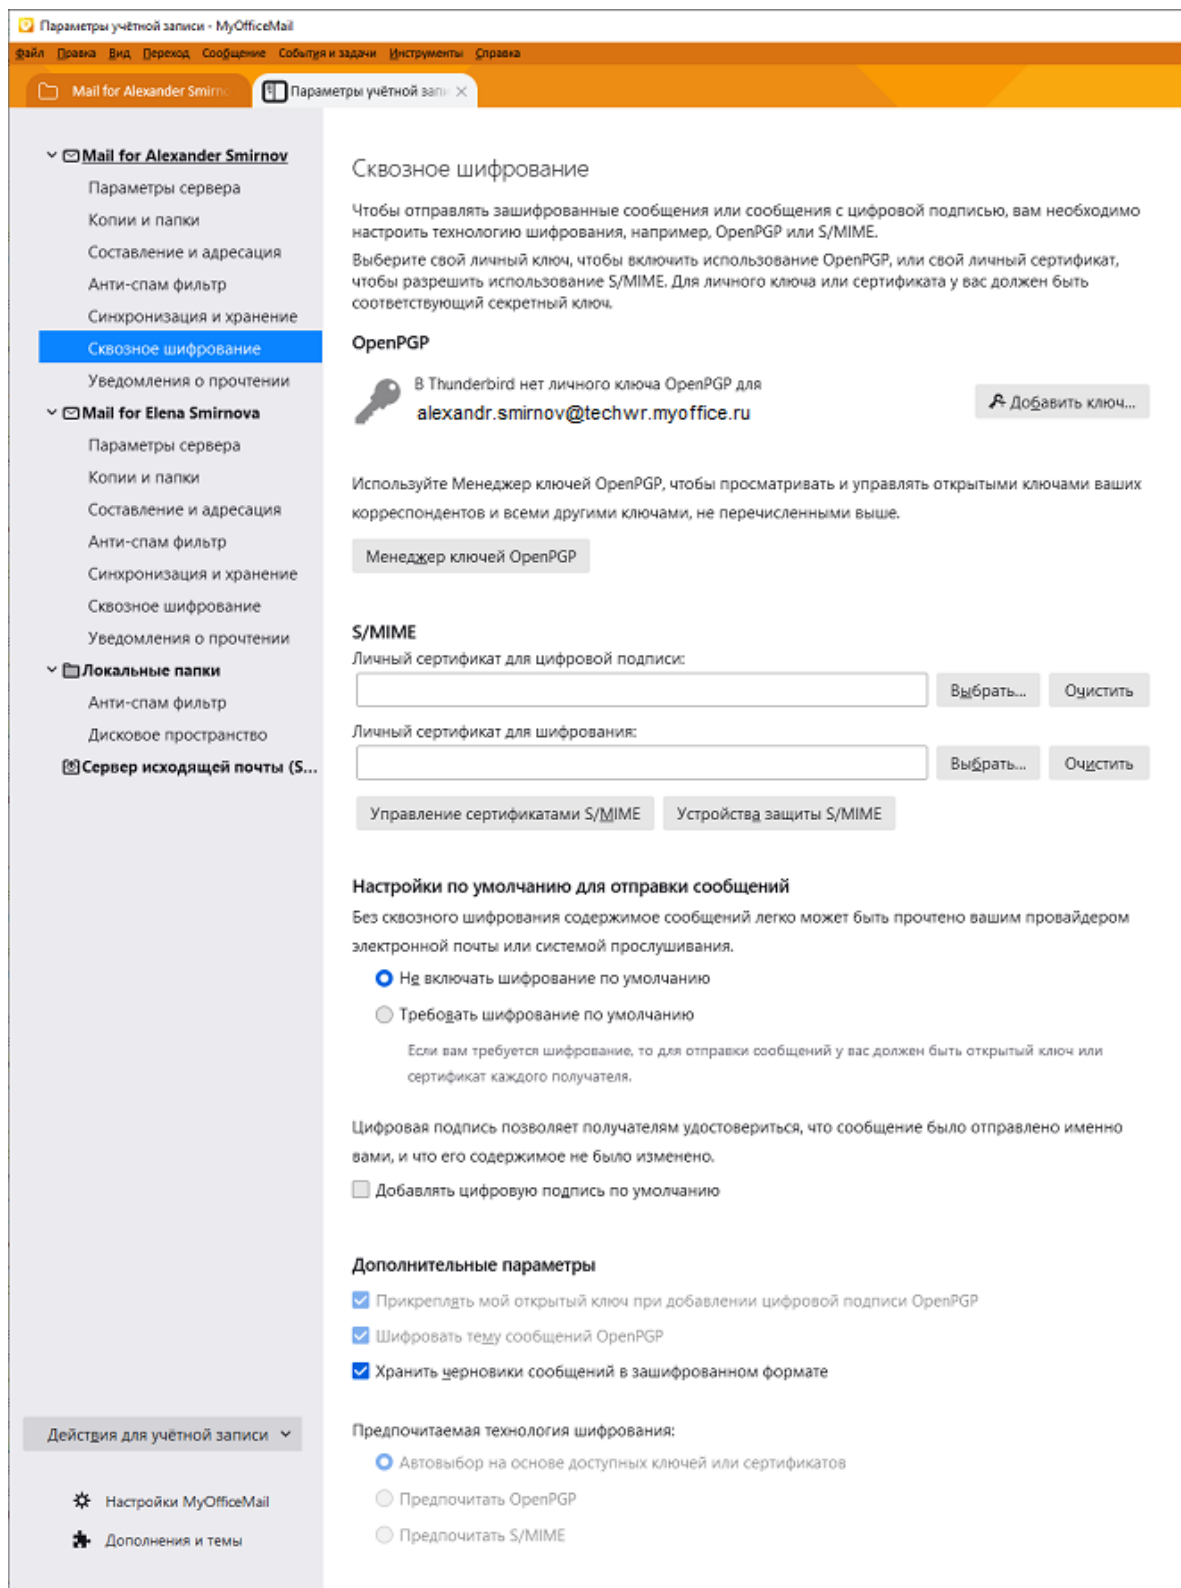 Параметры учётной записи - MyOfficeMail
Файл Правка Вид Переход Сообщение События и задачи Инструменты Справка
Mail for Alexander Smirn
Параметры учётной запи
Mail for Alexander Smirnov
Параметры сервера
Копии и папки
Составление и адресация
Анти-спам фильтр
Синхронизация и хранение
Сквозное шифрование
Уведомления о прочтении
Mail for Elena Smirnova
Параметры сервера
Копии и папки
Составление и адресация
Анти-спам фильтр
Синхронизация и хранение
Сквозное шифрование
Уведомления о прочтении
Локальные папки
Анти-спам фильтр
Дисковое пространство
Сервер исходящей почты (S...
Действия для учётной записи
Настройки MyOfficeMail
Дополнения и темы
Сквозное шифрование
Чтобы отправлять зашифрованные сообщения или сообщения с цифровой подписью, вам необходимо
настроить технологию шифрования, например, OpenPGP или S/MIME.
Выберите свой личный ключ, чтобы включить использование OpenPGP, или свой личный сертификат,
чтобы разрешить использование S/MIME. Для личного ключа или сертификата у вас должен быть
соответствующий секретный ключ.
OpenPGP
В Thunderbird нет личного ключа OpenPGP для
alexandr.smirnov@techwr.myoffice.ru
Добавить ключ...
Используйте Менеджер ключей OpenPGP, чтобы просматривать и управлять открытыми ключами ваших
корреспондентов и всеми другими ключами, не перечисленными выше.
Менеджер ключей OpenPGP
S/MIME
Личный сертификат для цифровой подписи:
Выбрать... Очистить
Личный сертификат для шифрования:
Выбрать... Очистить
Управление сертификатами S/MIME Устройства защиты S/MIME
Настройки по умолчанию для отправки сообщений
Без сквозного шифрования содержимое сообщений легко может быть прочтено вашим провайдером
электронной почты или системой прослушивания.
Не включать шифрование по умолчанию
Требовать шифрование по умолчанию
Если вам требуется шифрование, то для отправки сообщений у вас должен быть открытый ключ или
сертификат каждого получателя.
Цифровая подпись позволяет получателям удостовериться, что сообщение было отправлено именно
вами, и что его содержимое не было изменено.
Добавлять цифровую подпись по умолчанию
Дополнительные параметры
Прикреплять мой открытый ключ при добавлении цифровой подписи OpenPGP
Шифровать тему сообщений OpenPGP
Хранить черновики сообщений в зашифрованном формате
Предпочитаемая технология шифрования:
Автовыбор на основе доступных ключей или сертификатов
Предпочитать OpenPGP
Предпочитать S/MIME